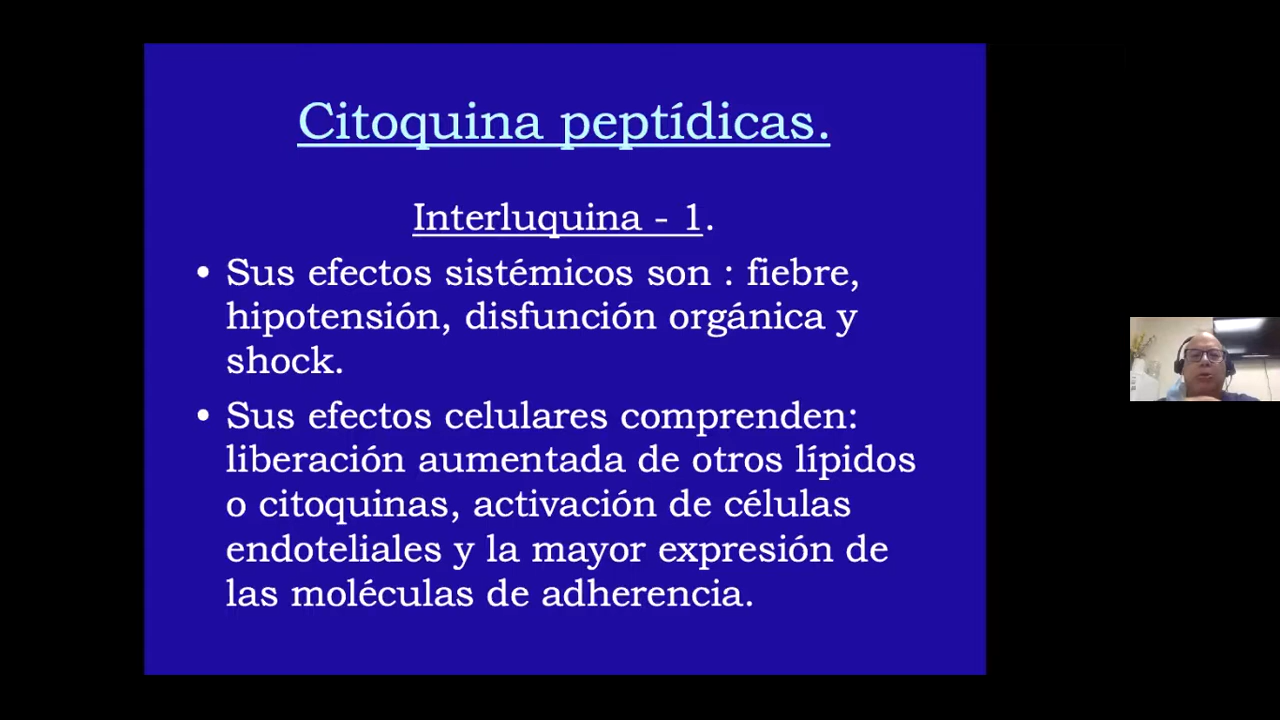 Citoquina peptídicas.
Interluquina - 1.
• Sus efectos sistémicos son : fiebre,
hipotensión, disfunción orgánica y
shock.
• Sus efectos celulares comprenden:
liberación aumentada de otros lípidos
o citoquinas, activación de células
endoteliales y la mayor expresión de
las moléculas de adherencia.